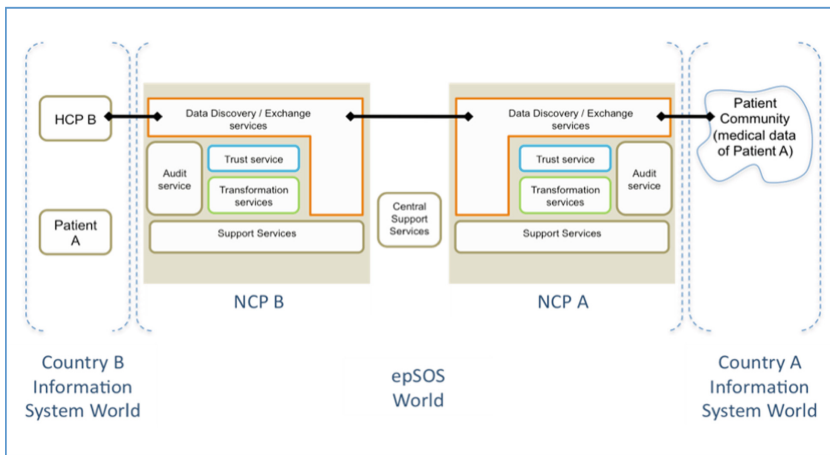 HCP B
Patient
A
Data Discovery / Exchange
services
Audit
service
Trust service
Transformation
services
Support Services
NCP B
Central
Support
Services
Data Discovery / Exchange
services
Trust service
Transformation
services
Audit
service
Support Services
NCP A
Patient
Community
(medical data
of Patient A)
Country B
Information
System World
epSOS
World
Country A
Information
System World